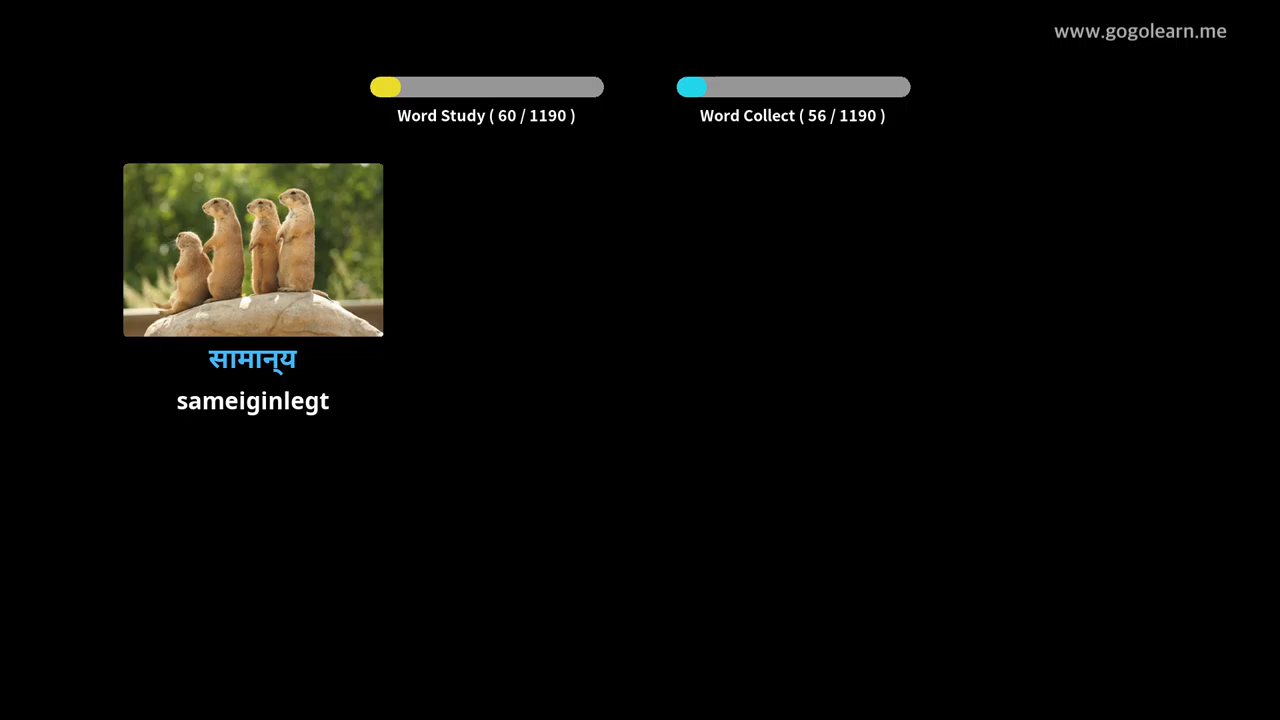 www.gogolearn.me
Word Study ( 60 / 1190 )
Word Collect ( 56 / 1190 )
सामान्‌य
sameiginlegt